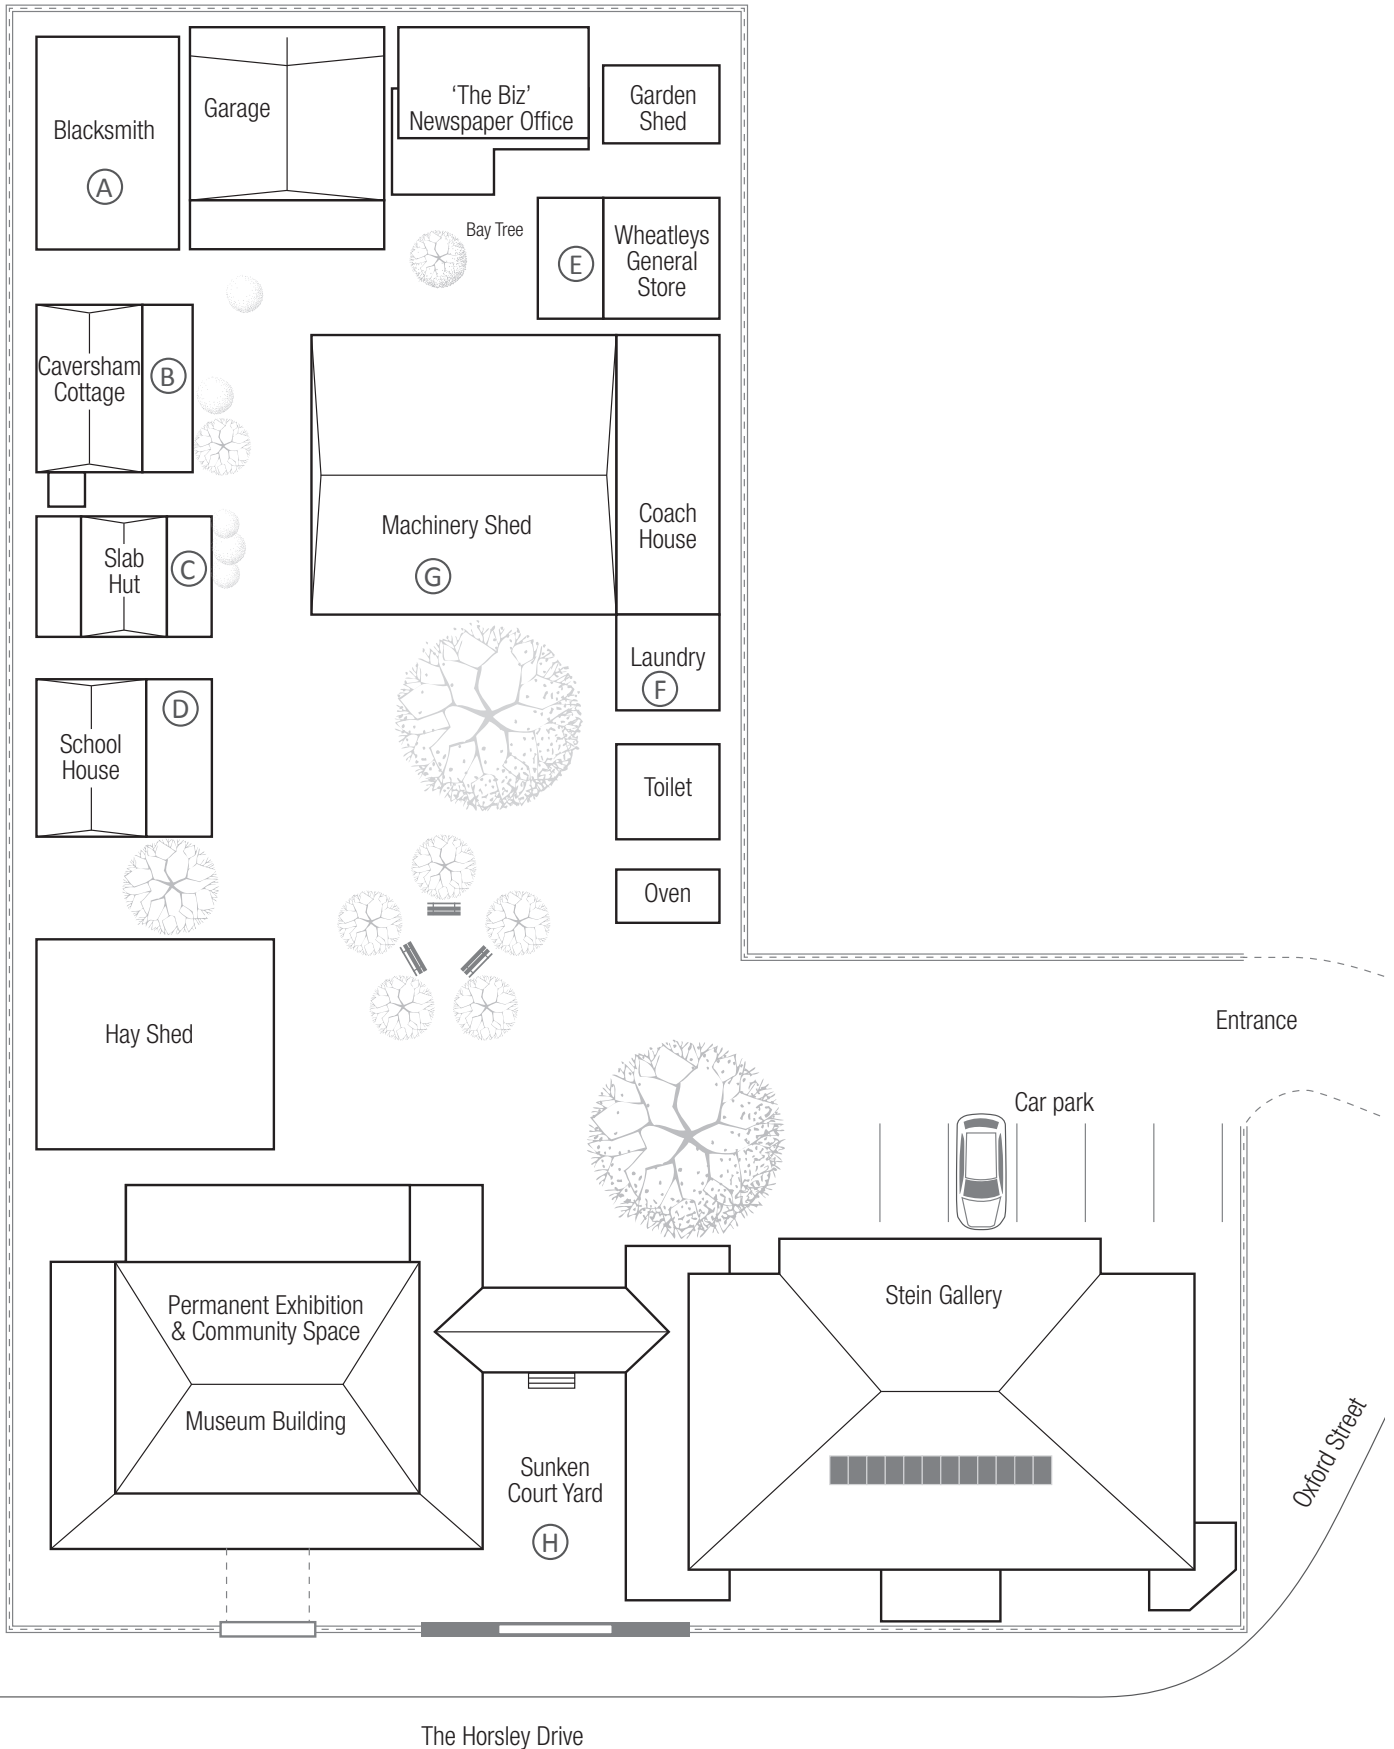 Blacksmith
A
Garage
‘The Biz’
Newspaper Office
Garden
Shed
Bay Tree
E
Wheatleys
General
Store
Caversham
Cottage
B
Slab
Hut
C
Machinery Shed
G
Coach
House
Laundry
F
School
House
D
Toilet
Oven
Hay Shed
Entrance
Car park
Permanent Exhibition
& Community Space
Museum Building
Stein Gallery
Sunken
Court Yard
H
Oxford Street
The Horsley Drive